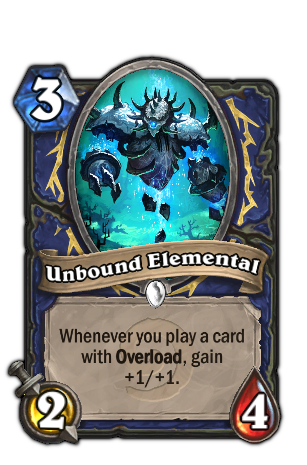 3
Unbound Elemental
Whenever you play a card
with Overload, gain
+1/+1.
2
4